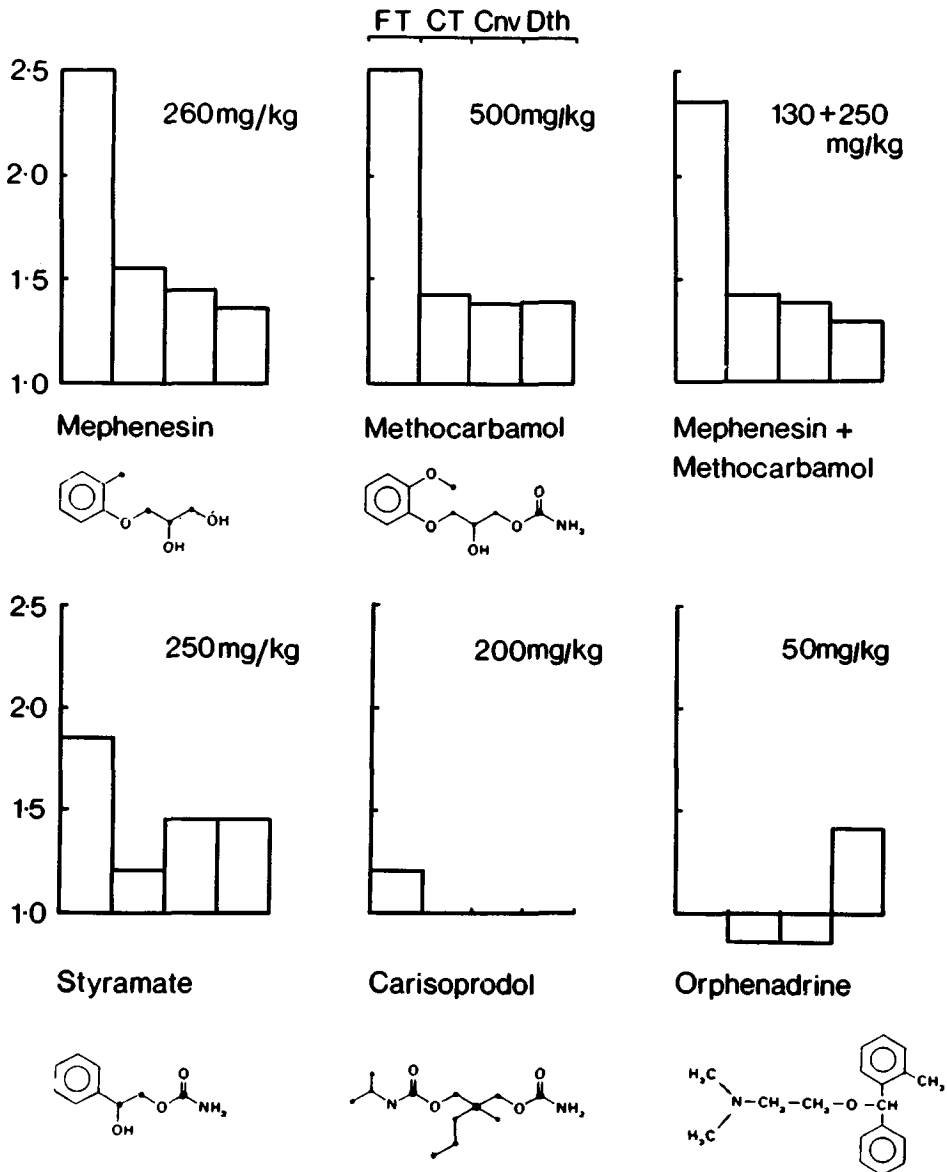 FT CT Cnv Dth
2·5
2·0
1·5
1·0
260mg/kg
500mg/kg
130+250
mg/kg
Mephenesin
Methocarbamol
Mephenesin +
Methocarbamol
O
OH
OH
O
O
OH
O
O
NH₂
2·5
2·0
1·5
1·0
250mg/kg
200mg/kg
50mg/kg
Styramate
Carisoprodol
Orphenadrine
OH
O
O
NH₂
N
O
O
O
O
NH₂
H₃C
H₃C
N—CH₂—CH₂—O—CH
CH₃